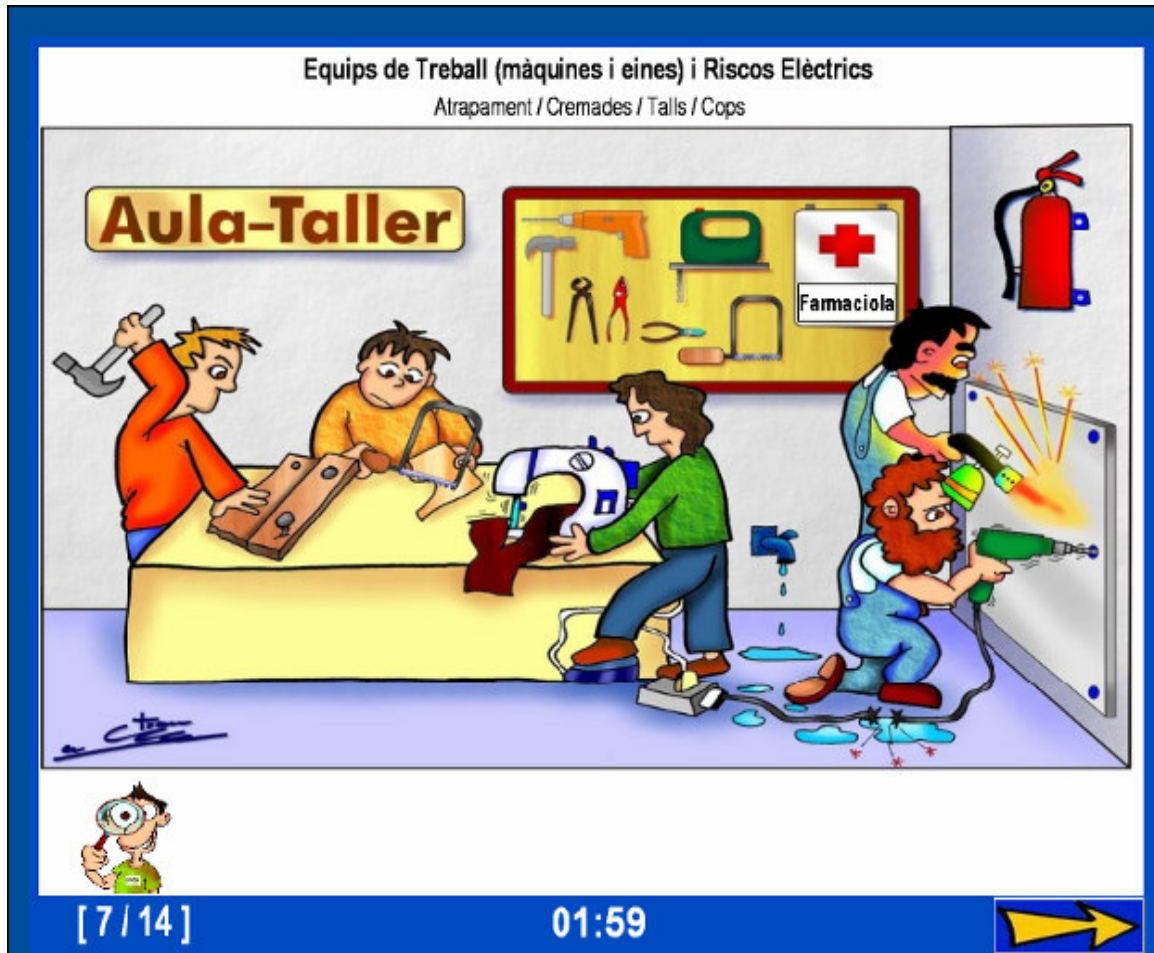 Equips de Treball (màquines i eines) i Riscos Elèctrics
Atrapament / Cremades / Talls / Cops
Aula-Taller
Farmaciola
[ 7 / 14 ]
01:59